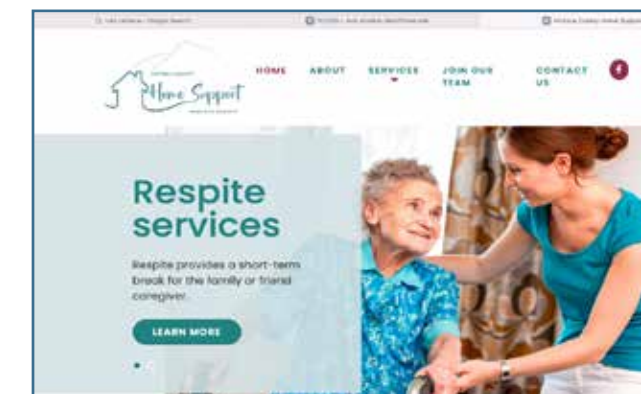 HOME
ABOUT
SERVICES
JOIN OUR
TEAM
CONTACT
US
Home Support
Respite
services
Respite provides a short-term
break for the family or friend
caregiver.
LEARN MORE